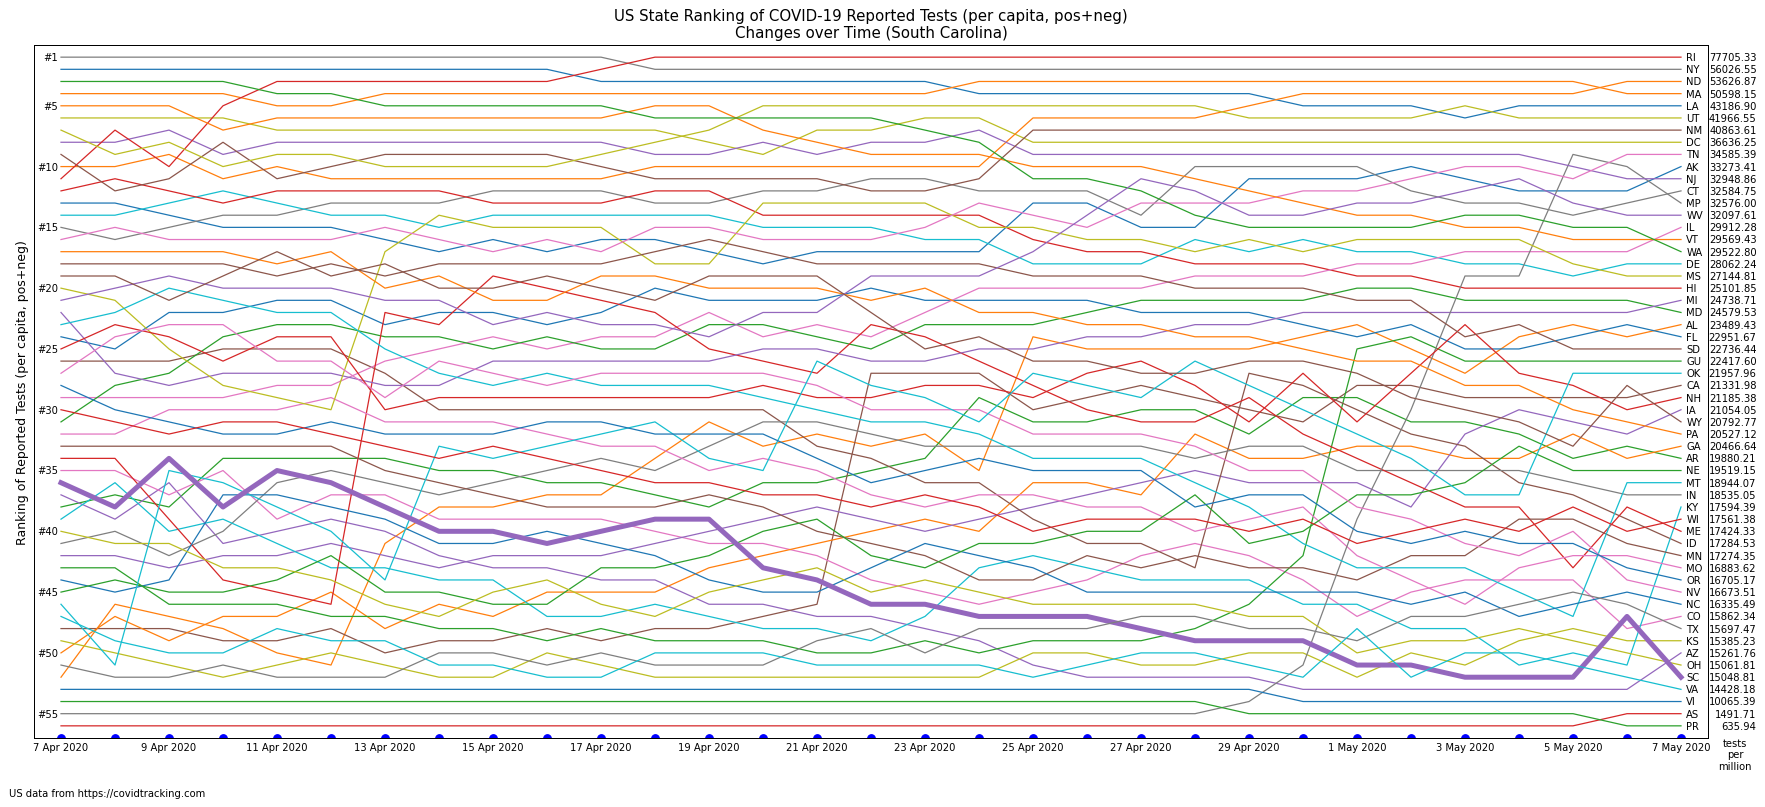 US State Ranking of COVID-19 Reported Tests (per capita, pos+neg)
Changes over Time (South Carolina)
Ranking of Reported Tests (per capita, pos+neg)
#1
#5
#10
#15
#20
#25
#30
#35
#40
#45
#50
#55
RI 77705.33
NY 56026.55
ND 53626.87
MA 50598.15
LA 43186.90
UT 41966.55
NM 40863.61
DC 36636.25
TN 34585.39
AK 33273.41
NJ 32948.86
CT 32584.75
MP 32576.00
WV 32097.61
IL 29912.28
VT 29569.43
WA 29522.80
DE 28062.24
MS 27144.81
HI 25101.85
MI 24738.71
MD 24579.53
AL 23489.43
FL 22951.67
SD 22736.44
GU 22417.60
OK 21957.96
CA 21331.98
NH 21185.38
IA 21054.05
WY 20792.77
PA 20527.12
GA 20466.64
AR 19880.21
NE 19519.15
MT 18944.07
IN 18535.05
KY 17594.39
WI 17561.38
ME 17424.33
ID 17284.53
MN 17274.35
MO 16883.62
OR 16705.17
NV 16673.51
NC 16335.49
CO 15862.34
TX 15697.47
KS 15385.23
AZ 15261.76
OH 15061.81
SC 15048.81
VA 14428.18
VI 10065.39
AS 1491.71
PR 635.94
7 Apr 2020 9 Apr 2020 11 Apr 2020 13 Apr 2020 15 Apr 2020 17 Apr 2020 19 Apr 2020 21 Apr 2020 23 Apr 2020 25 Apr 2020 27 Apr 2020 29 Apr 2020 1 May 2020 3 May 2020 5 May 2020 7 May 2020
tests
per
million
US data from https://covidtracking.com